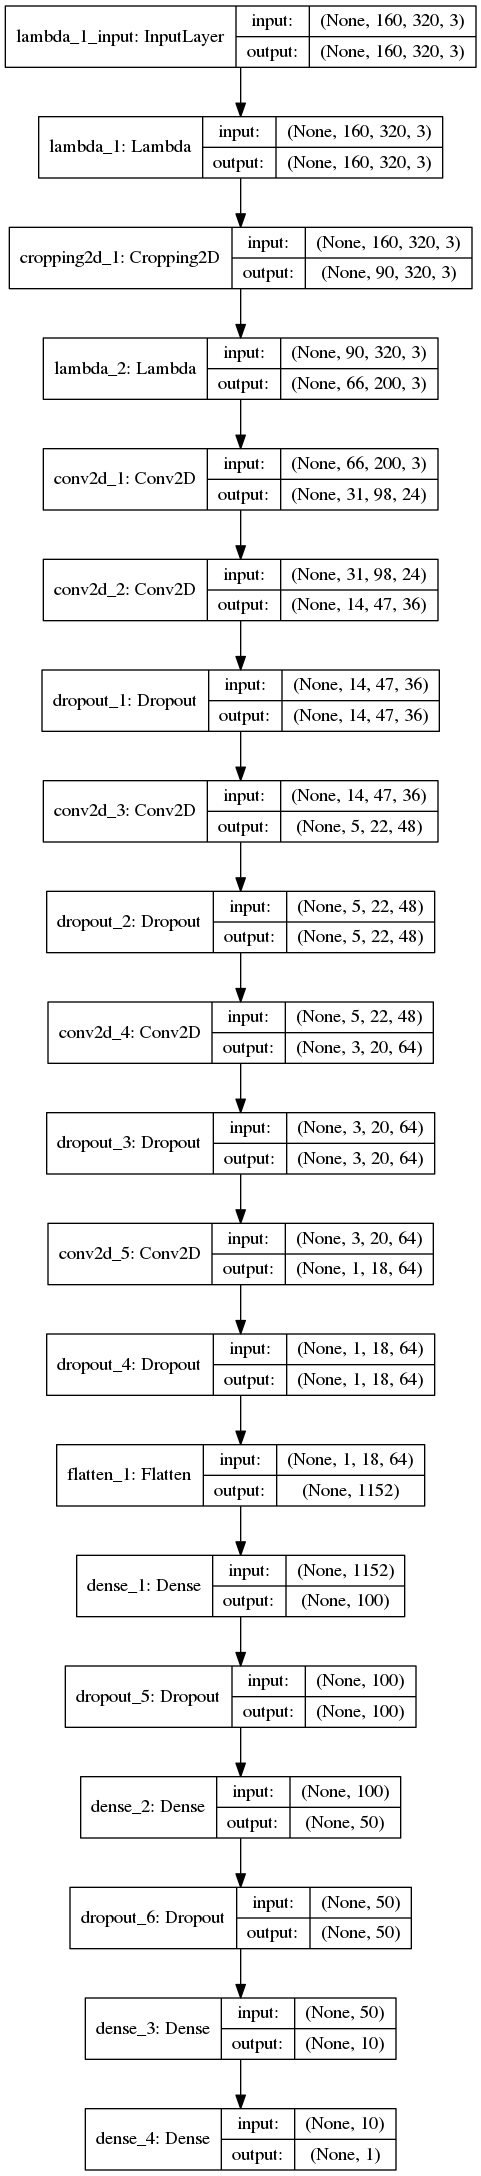 lambda_1_input: InputLayer
input: (None, 160, 320, 3)
output: (None, 160, 320, 3)
lambda_1: Lambda
input: (None, 160, 320, 3)
output: (None, 160, 320, 3)
cropping2d_1: Cropping2D
input: (None, 160, 320, 3)
output: (None, 90, 320, 3)
lambda_2: Lambda
input: (None, 90, 320, 3)
output: (None, 66, 200, 3)
conv2d_1: Conv2D
input: (None, 66, 200, 3)
output: (None, 31, 98, 24)
conv2d_2: Conv2D
input: (None, 31, 98, 24)
output: (None, 14, 47, 36)
dropout_1: Dropout
input: (None, 14, 47, 36)
output: (None, 14, 47, 36)
conv2d_3: Conv2D
input: (None, 14, 47, 36)
output: (None, 5, 22, 48)
dropout_2: Dropout
input: (None, 5, 22, 48)
output: (None, 5, 22, 48)
conv2d_4: Conv2D
input: (None, 5, 22, 48)
output: (None, 3, 20, 64)
dropout_3: Dropout
input: (None, 3, 20, 64)
output: (None, 3, 20, 64)
conv2d_5: Conv2D
input: (None, 3, 20, 64)
output: (None, 1, 18, 64)
dropout_4: Dropout
input: (None, 1, 18, 64)
output: (None, 1, 18, 64)
flatten_1: Flatten
input: (None, 1, 18, 64)
output: (None, 1152)
dense_1: Dense
input: (None, 1152)
output: (None, 100)
dropout_5: Dropout
input: (None, 100)
output: (None, 100)
dense_2: Dense
input: (None, 100)
output: (None, 50)
dropout_6: Dropout
input: (None, 50)
output: (None, 50)
dense_3: Dense
input: (None, 50)
output: (None, 10)
dense_4: Dense
input: (None, 10)
output: (None, 1)